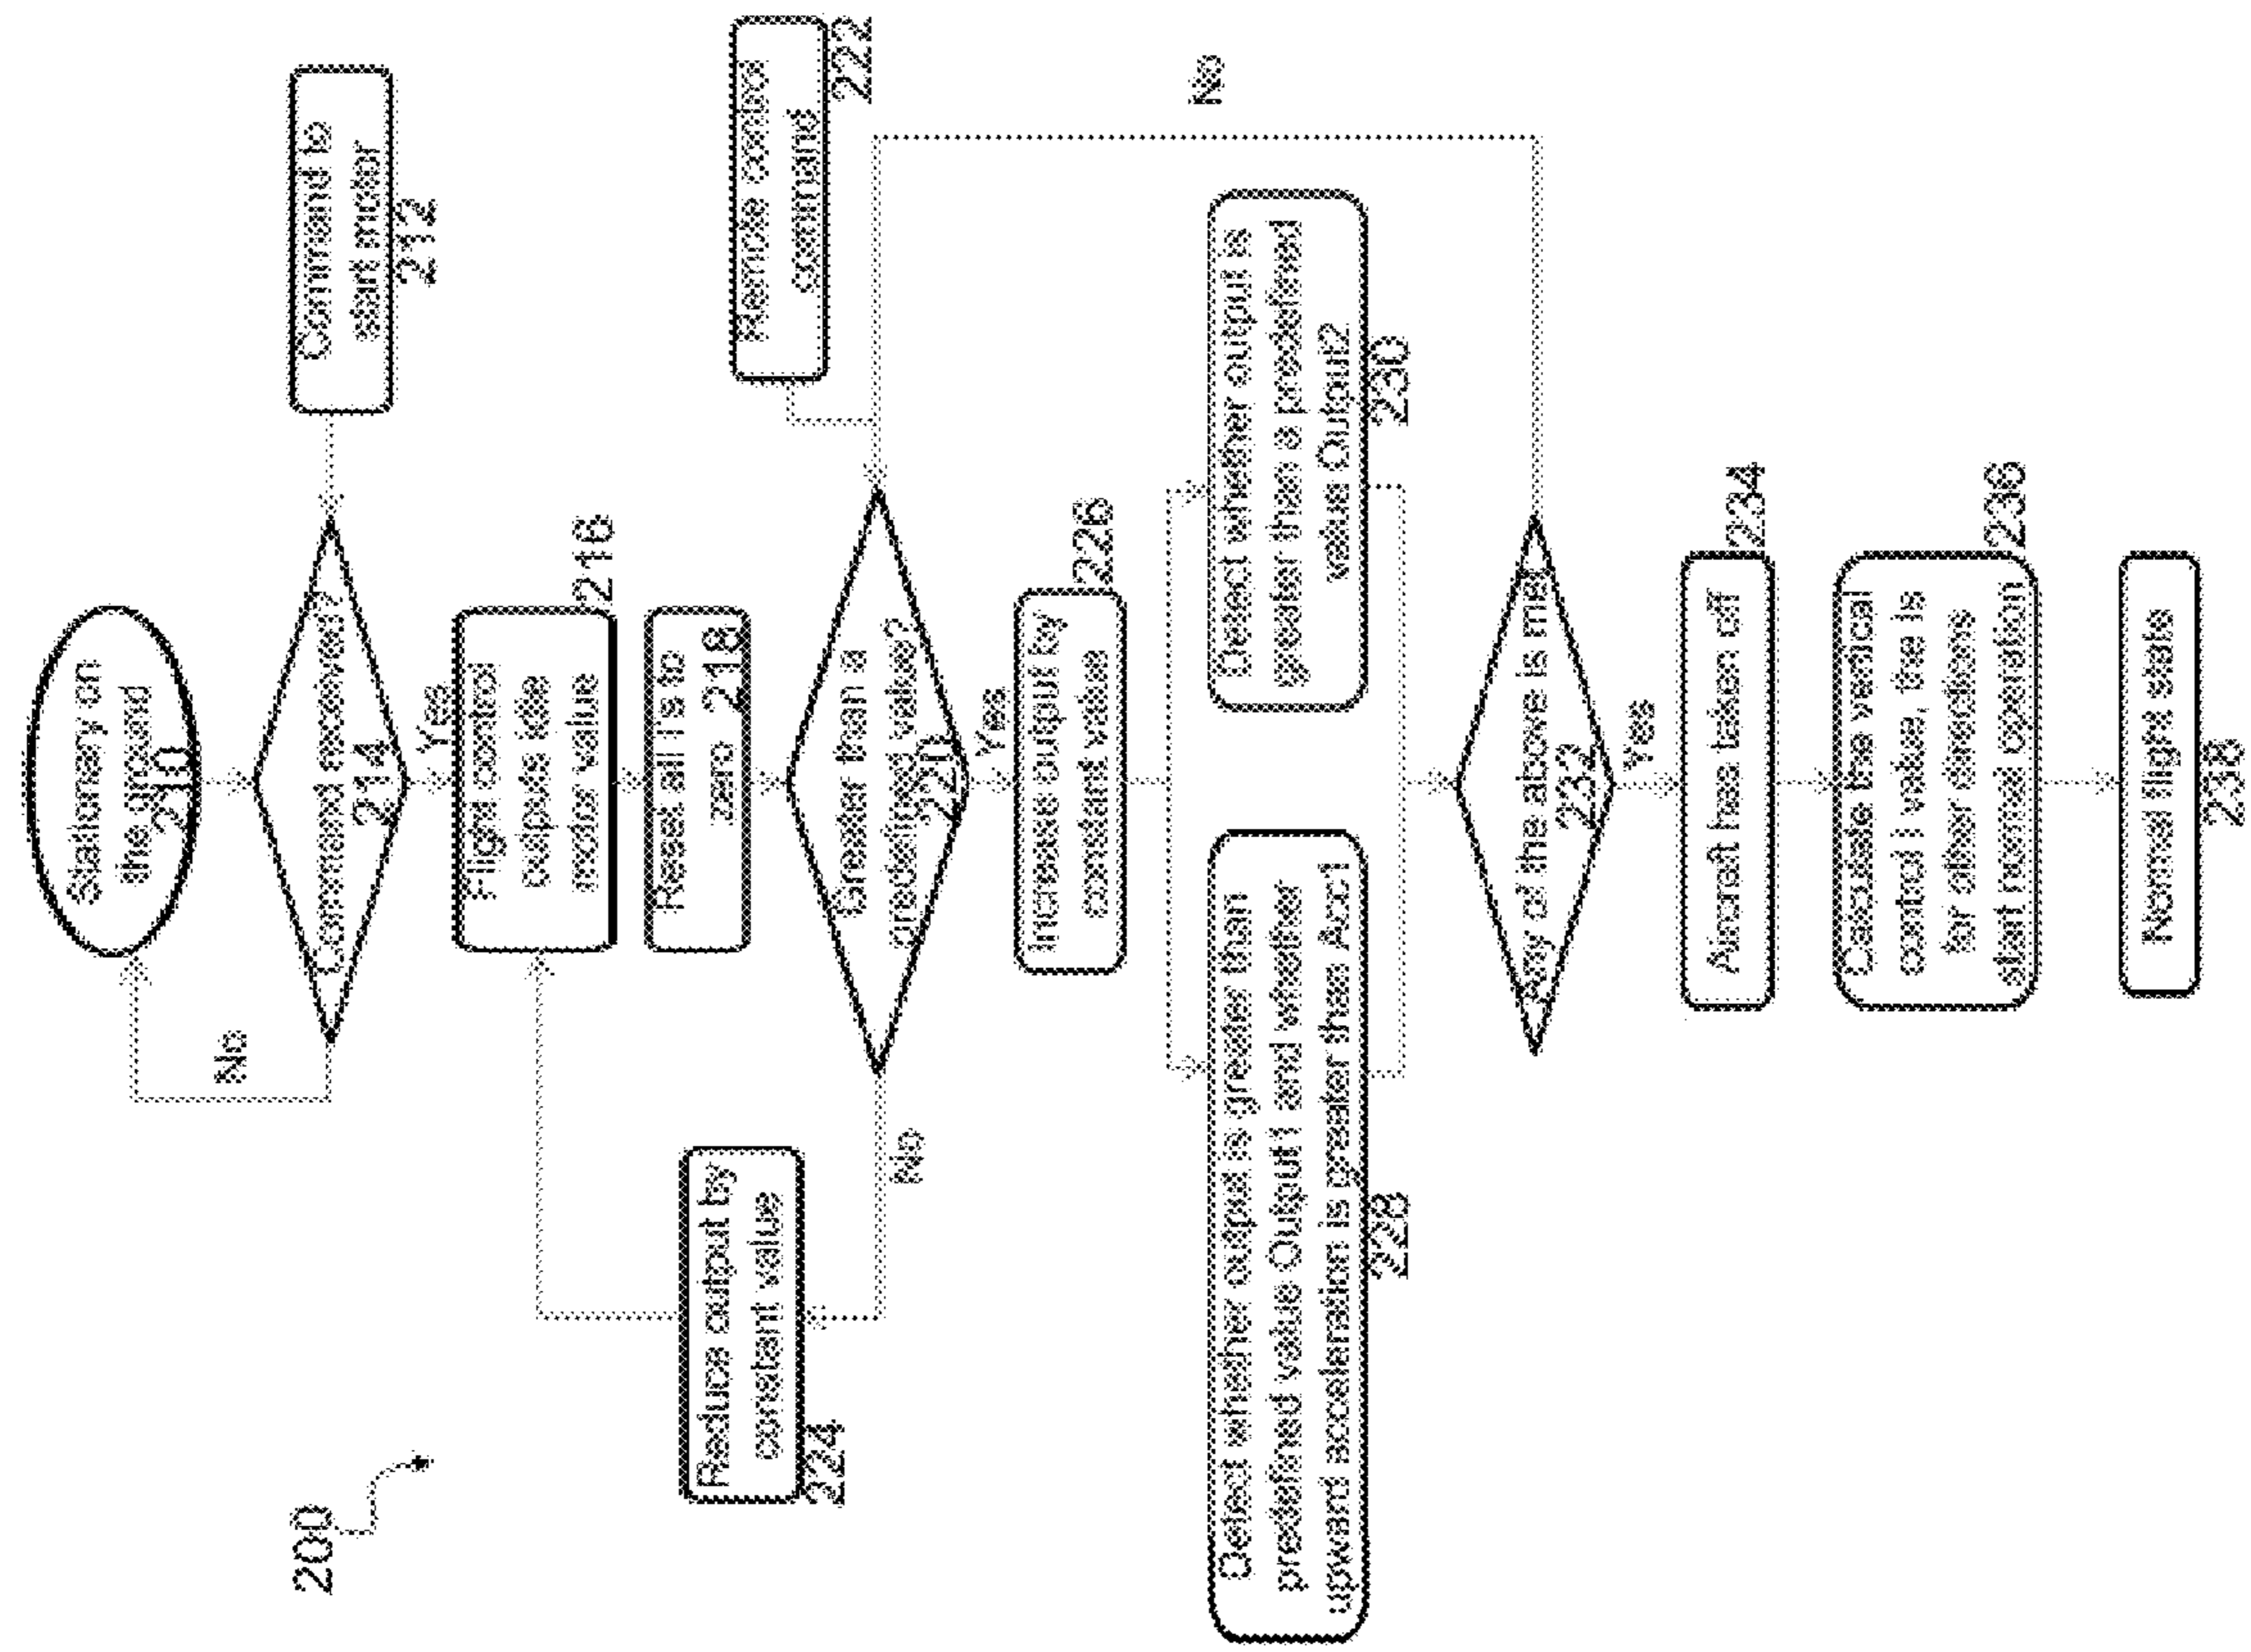 200
Stationery on
the ground
210
Command to
start motor
212
No
Command received?
214
Yes
Flight control
outputs idle
motor value
216
Reset all I's to
zero 218
Remote control
command
222
Greater than a
predefined value?
220
No
Reduce output by
constant value
224
Yes
Increase output by
constant value
226
No
Detect whether output is greater than
predefined value Output1 and whether
upward acceleration is greater than Acc1
228
Detect whether output is
greater than a predefined
value Output2
230
Any of the above is met
232
Yes
Aircraft has taken off
234
Calculate the vertical
control I value, the Is
for other directions
start normal operation
236
Normal flight state
238